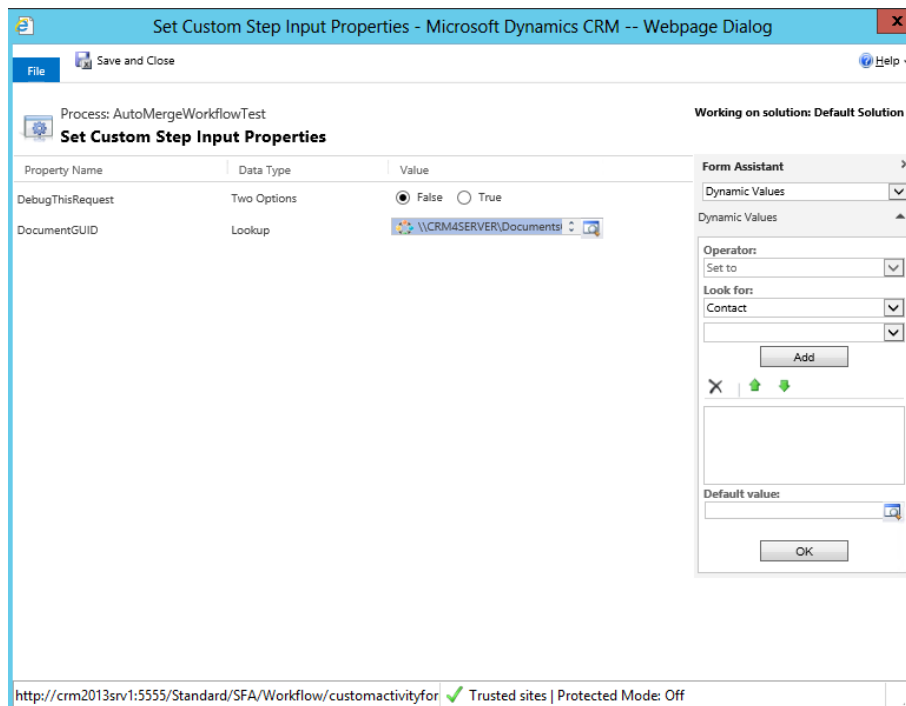 Set Custom Step Input Properties - Microsoft Dynamics CRM -- Webpage Dialog
x
File
Save and Close
Help
Process: AutoMergeWorkflowTest
Set Custom Step Input Properties
Working on solution: Default Solution
Property Name Data Type Value
DebugThisRequest Two Options False True
DocumentGUID Lookup \\CRM4SERVER\Documents
Form Assistant
Dynamic Values
Dynamic Values
Operator:
Set to
Look for:
Contact
Add
Default value:
OK
http://crm2013srv1:5555/Standard/SFA/Workflow/customactivityfor Trusted sites | Protected Mode: Off